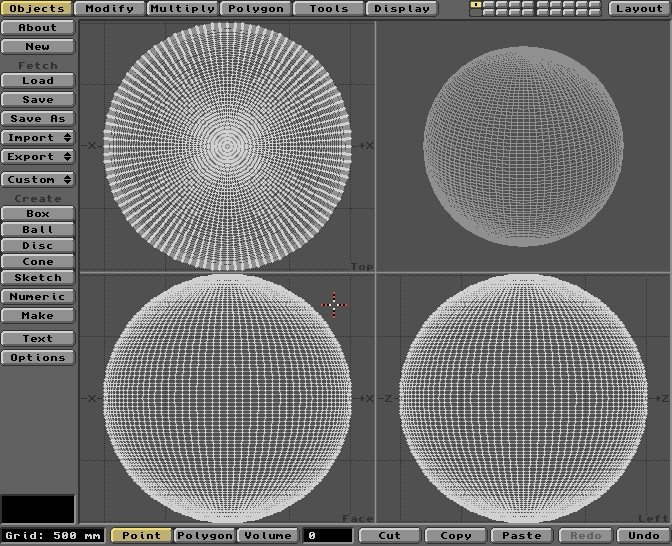 Objects Modify Multiply Polygon Tools Display Layout
About
New
Fetch
Load
Save
Save As
Import
Export
Custom
Create
Box
Ball
Disc
Cone
Sketch
Numeric
Make
Text
Options
-X +X
Top
-X +X
Face
-Z +Z
Left
Grid: 500 mm Point Polygon Volume 0 Cut Copy Paste Redo Undo